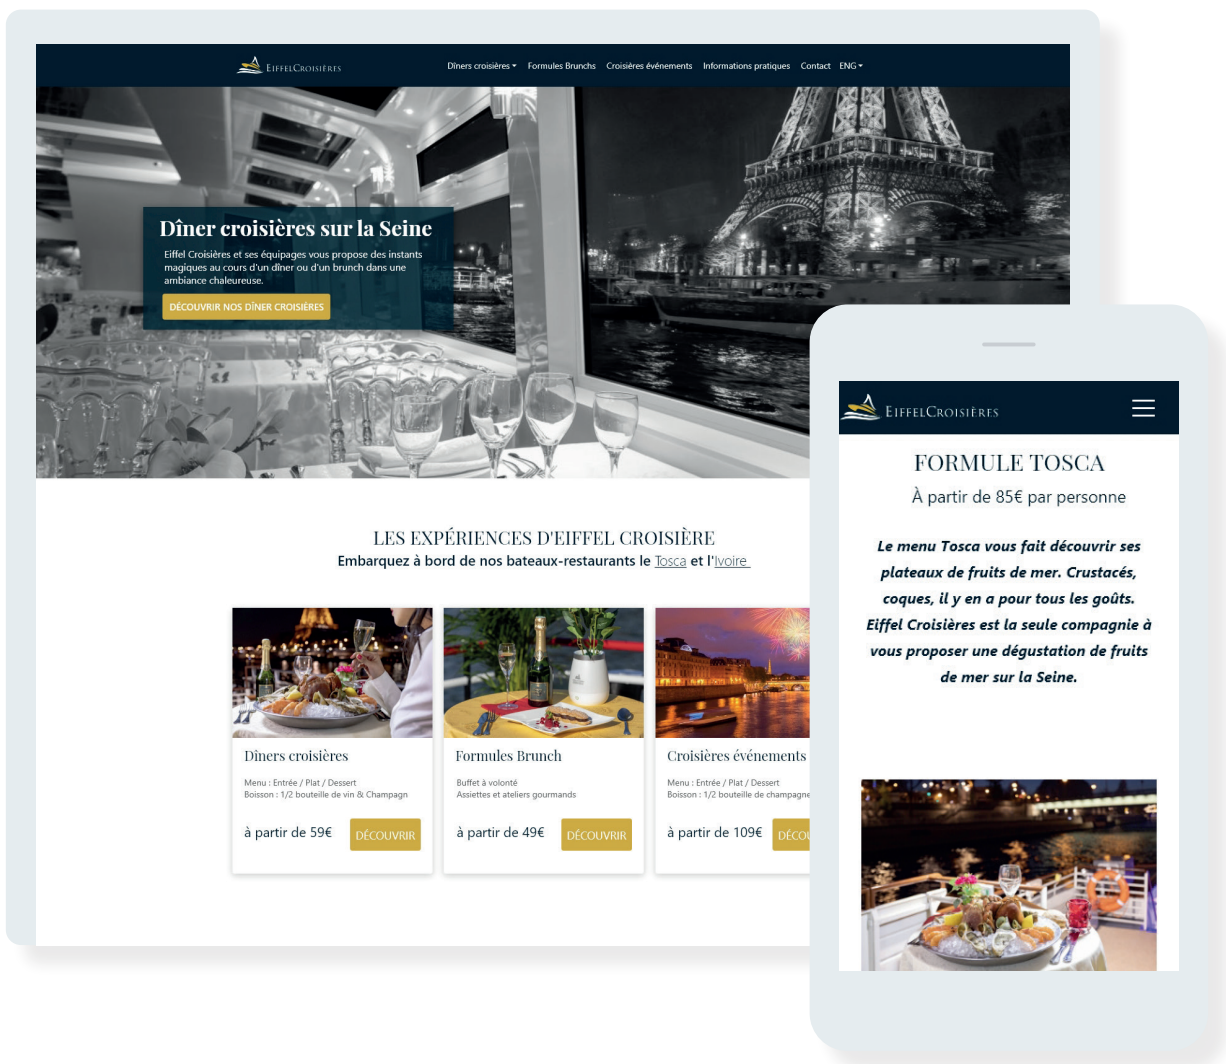 EIFFELCROISIÈRES
Dîners croisières Formules Brunchs Croisières événements Informations pratiques Contact ENG
Dîner croisières sur la Seine
Eiffel Croisières et ses équipages vous propose des instants
magiques au cours d'un dîner ou d'un brunch dans une
ambiance chaleureuse.
DÉCOUVRIR NOS DÎNER CROISIÈRES
LES EXPÉRIENCES D'EIFFEL CROISIÈRE
Embarquez à bord de nos bateaux-restaurants le Tosca et l'Ivoire
Dîners croisières
Menu : Entrée / Plat / Dessert
Boisson : 1/2 bouteille de vin & Champagn
à partir de 59€
DÉCOUVRIR
Formules Brunch
Buffet à volonté
Assiettes et ateliers gourmands
à partir de 49€
DÉCOUVRIR
Croisières événements
Menu : Entrée / Plat / Dessert
Boisson : 1/2 bouteille de champagne
à partir de 109€
DÉCOU
EIFFELCROISIÈRES
FORMULE TOSCA
À partir de 85€ par personne
Le menu Tosca vous fait découvrir ses
plateaux de fruits de mer. Crustacés,
coques, il y en a pour tous les goûts.
Eiffel Croisières est la seule compagnie à
vous proposer une dégustation de fruits
de mer sur la Seine.